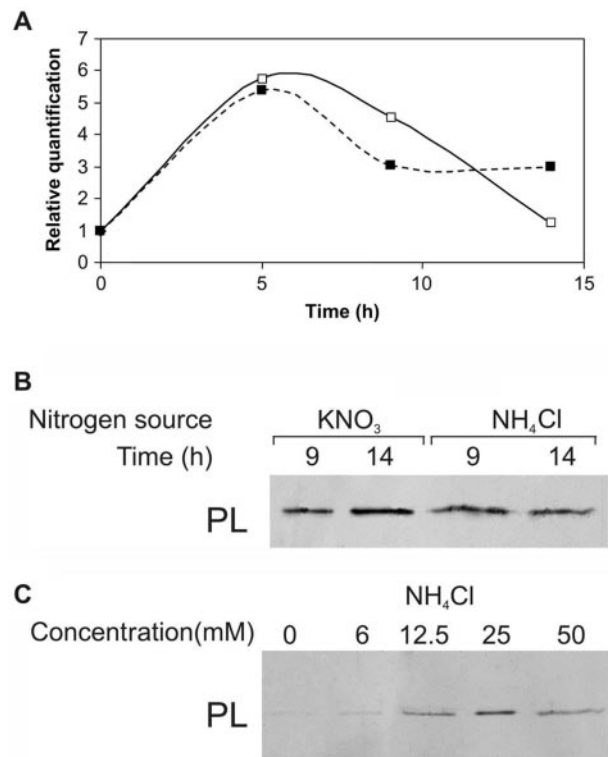 A
Relative quantification
7
6
5
4
3
2
1
0
0 5 10 15
Time (h)
B
Nitrogen source KNO₃ NH₄Cl
Time (h) 9 14 9 14
PL
C
NH₄Cl
Concentration(mM) 0 6 12.5 25 50
PL